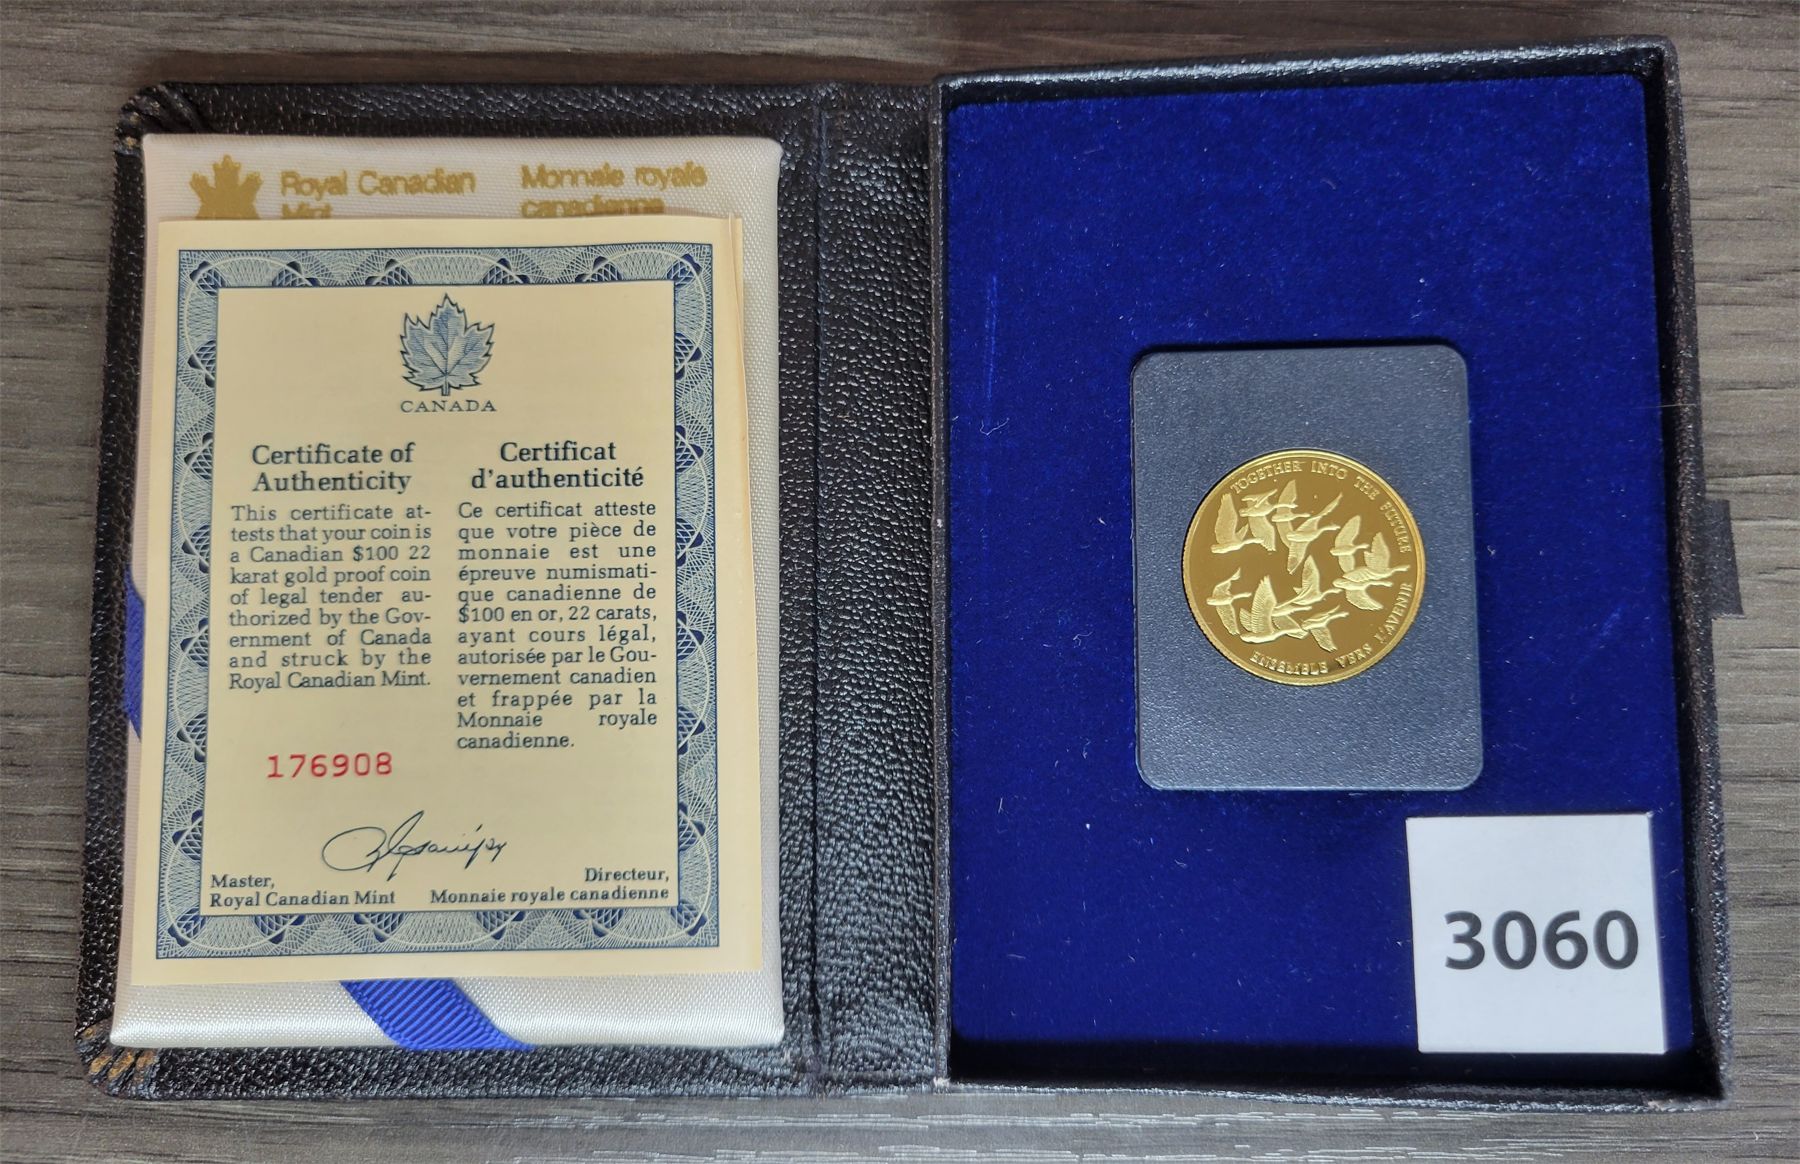 Royal Canadian
Mint
Monnaie royale
canadienne
CANADA
Certificate of
Authenticity
This certificate at-
tests that your coin is
a Canadian $100 22
karat gold proof coin
of legal tender au-
thorized by the Gov-
ernment of Canada
and struck by the
Royal Canadian Mint.
176908
Certificat
d'authenticité
Ce certificat atteste
que votre pièce de
monnaie est une
épreuve numismati-
que canadienne de
$100 en or, 22 carats,
ayant cours légal,
autorisée par le Gou-
vernement canadien
et frappée par la
Monnaie royale
canadienne.
Master,
Royal Canadian Mint
Directeur,
Monnaie royale canadienne
TOGETHER INTO THE FUTURE
ENSEMBLE VERS L'AVENIR
3060